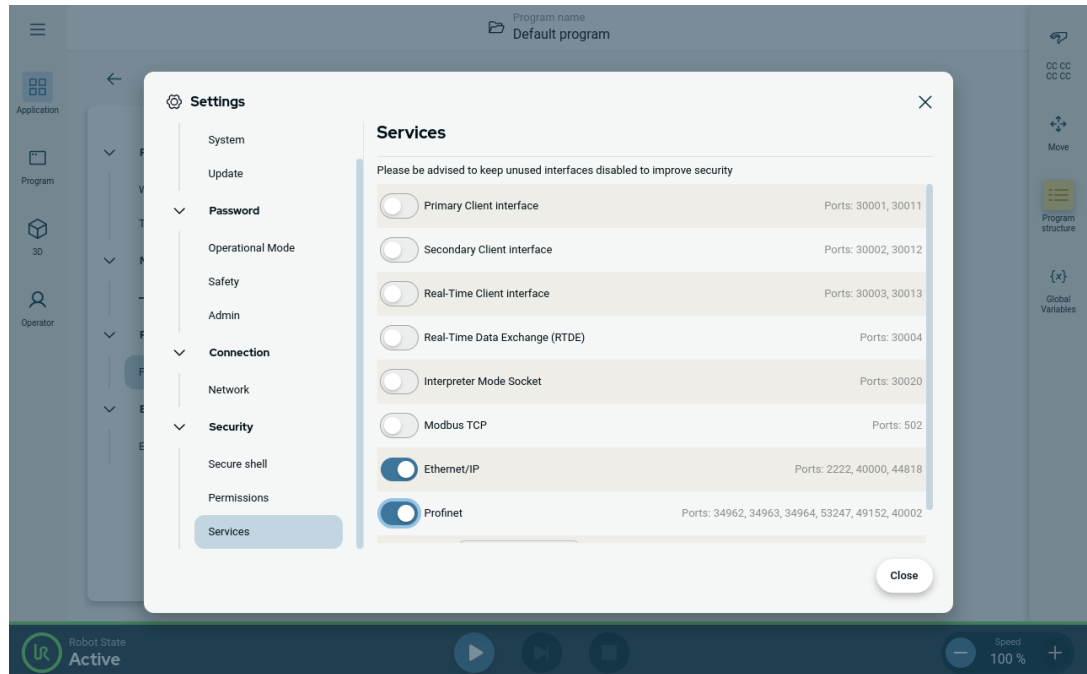 Program name
Default program
Application
Program
3D
Operator
Settings
System
Update
Password
Operational Mode
Safety
Admin
Connection
Network
Security
Secure shell
Permissions
Services
Services
Please be advised to keep unused interfaces disabled to improve security
Primary Client interface Ports: 30001, 30011
Secondary Client interface Ports: 30002, 30012
Real-Time Client interface Ports: 30003, 30013
Real-Time Data Exchange (RTDE) Ports: 30004
Interpreter Mode Socket Ports: 30020
Modbus TCP Ports: 502
Ethernet/IP Ports: 2222, 40000, 44818
Profinet Ports: 34962, 34963, 34964, 53247, 49152, 40002
Close
CC CC
CC CC
Move
Program
structure
{x}
Global
Variables
UR
Robot State
Active
Speed
100 %